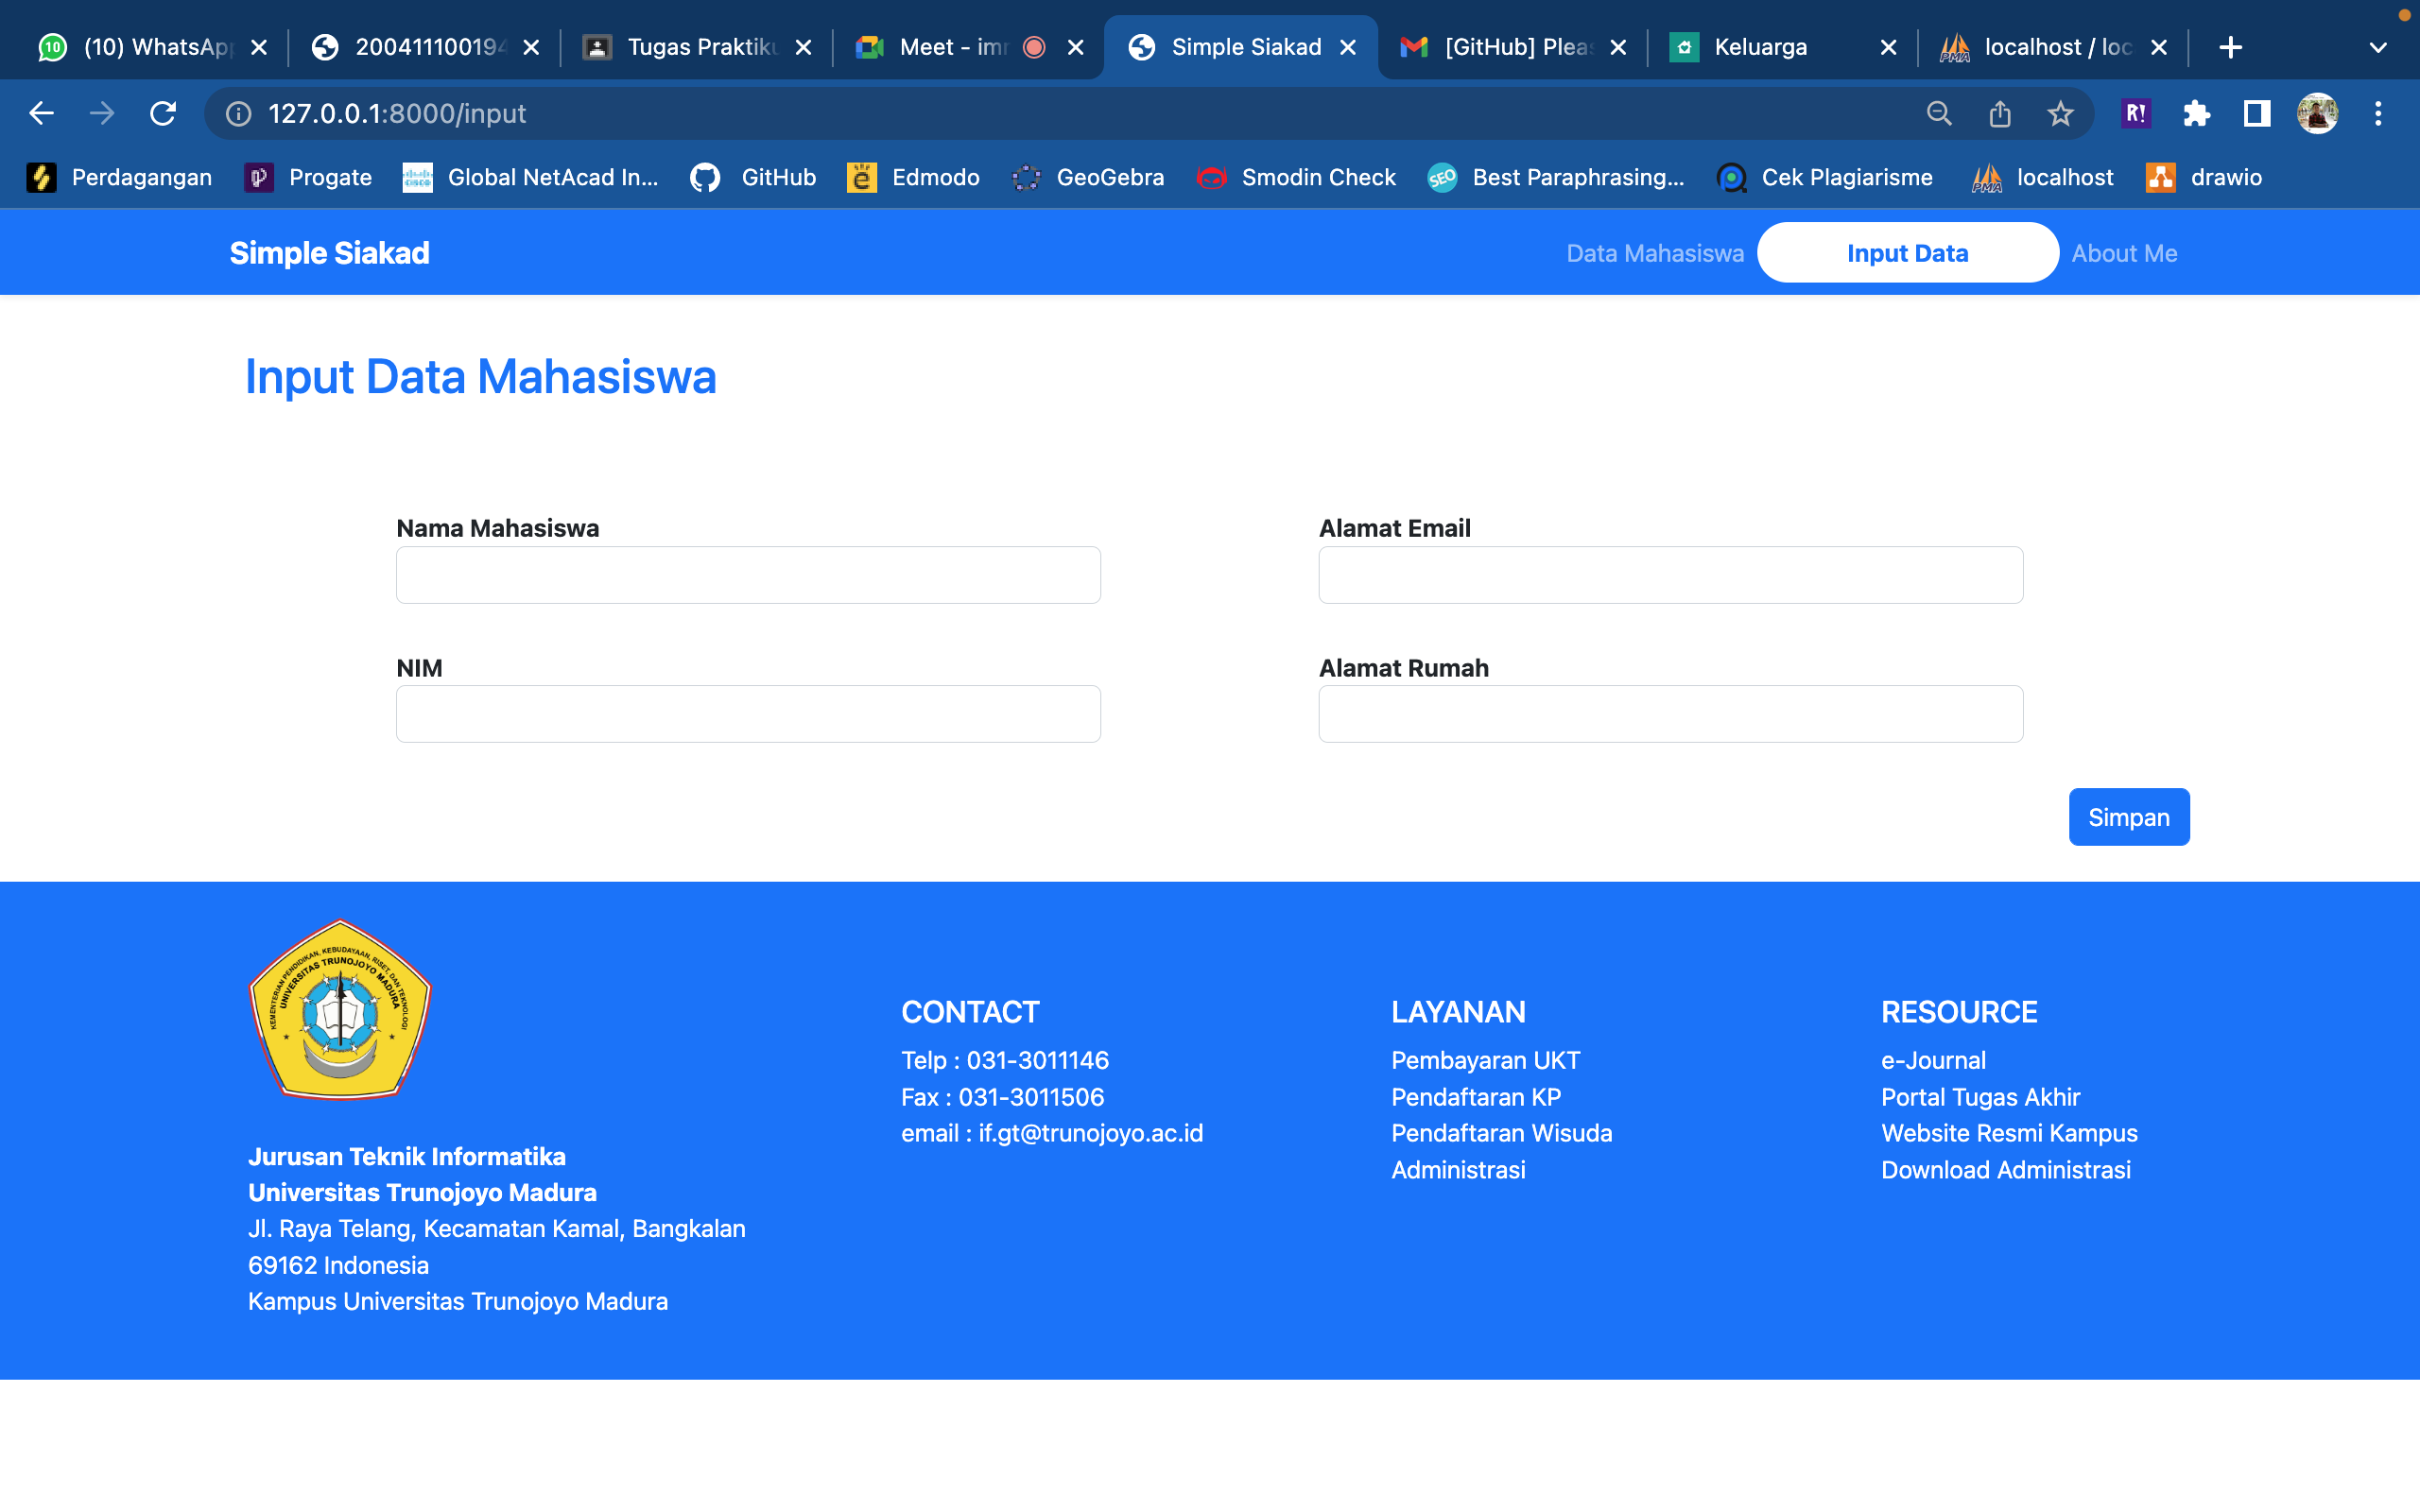 10 (10) WhatsApp
200411100194
Tugas Praktiku
Meet - imr
Simple Siakad
[GitHub] Pleas
Keluarga
localhost / loc
127.0.0.1:8000/input
R!
Perdagangan
Progate
Global NetAcad In...
GitHub
Edmodo
GeoGebra
Smodin Check
SEO Best Paraphrasing...
Cek Plagiarisme
PMA localhost
drawio
Simple Siakad
Data Mahasiswa
Input Data
About Me
Input Data Mahasiswa
Nama Mahasiswa
Alamat Email
NIM
Alamat Rumah
Simpan
KEMENTERIAN PENDIDIKAN, KEBUDAYAAN, RISET, DAN TEKNOLOGI
UNIVERSITAS TRUNOJOYO MADURA
Jurusan Teknik Informatika
Universitas Trunojoyo Madura
Jl. Raya Telang, Kecamatan Kamal, Bangkalan
69162 Indonesia
Kampus Universitas Trunojoyo Madura
CONTACT
Telp : 031-3011146
Fax : 031-3011506
email : if.gt@trunojoyo.ac.id
LAYANAN
Pembayaran UKT
Pendaftaran KP
Pendaftaran Wisuda
Administrasi
RESOURCE
e-Journal
Portal Tugas Akhir
Website Resmi Kampus
Download Administrasi